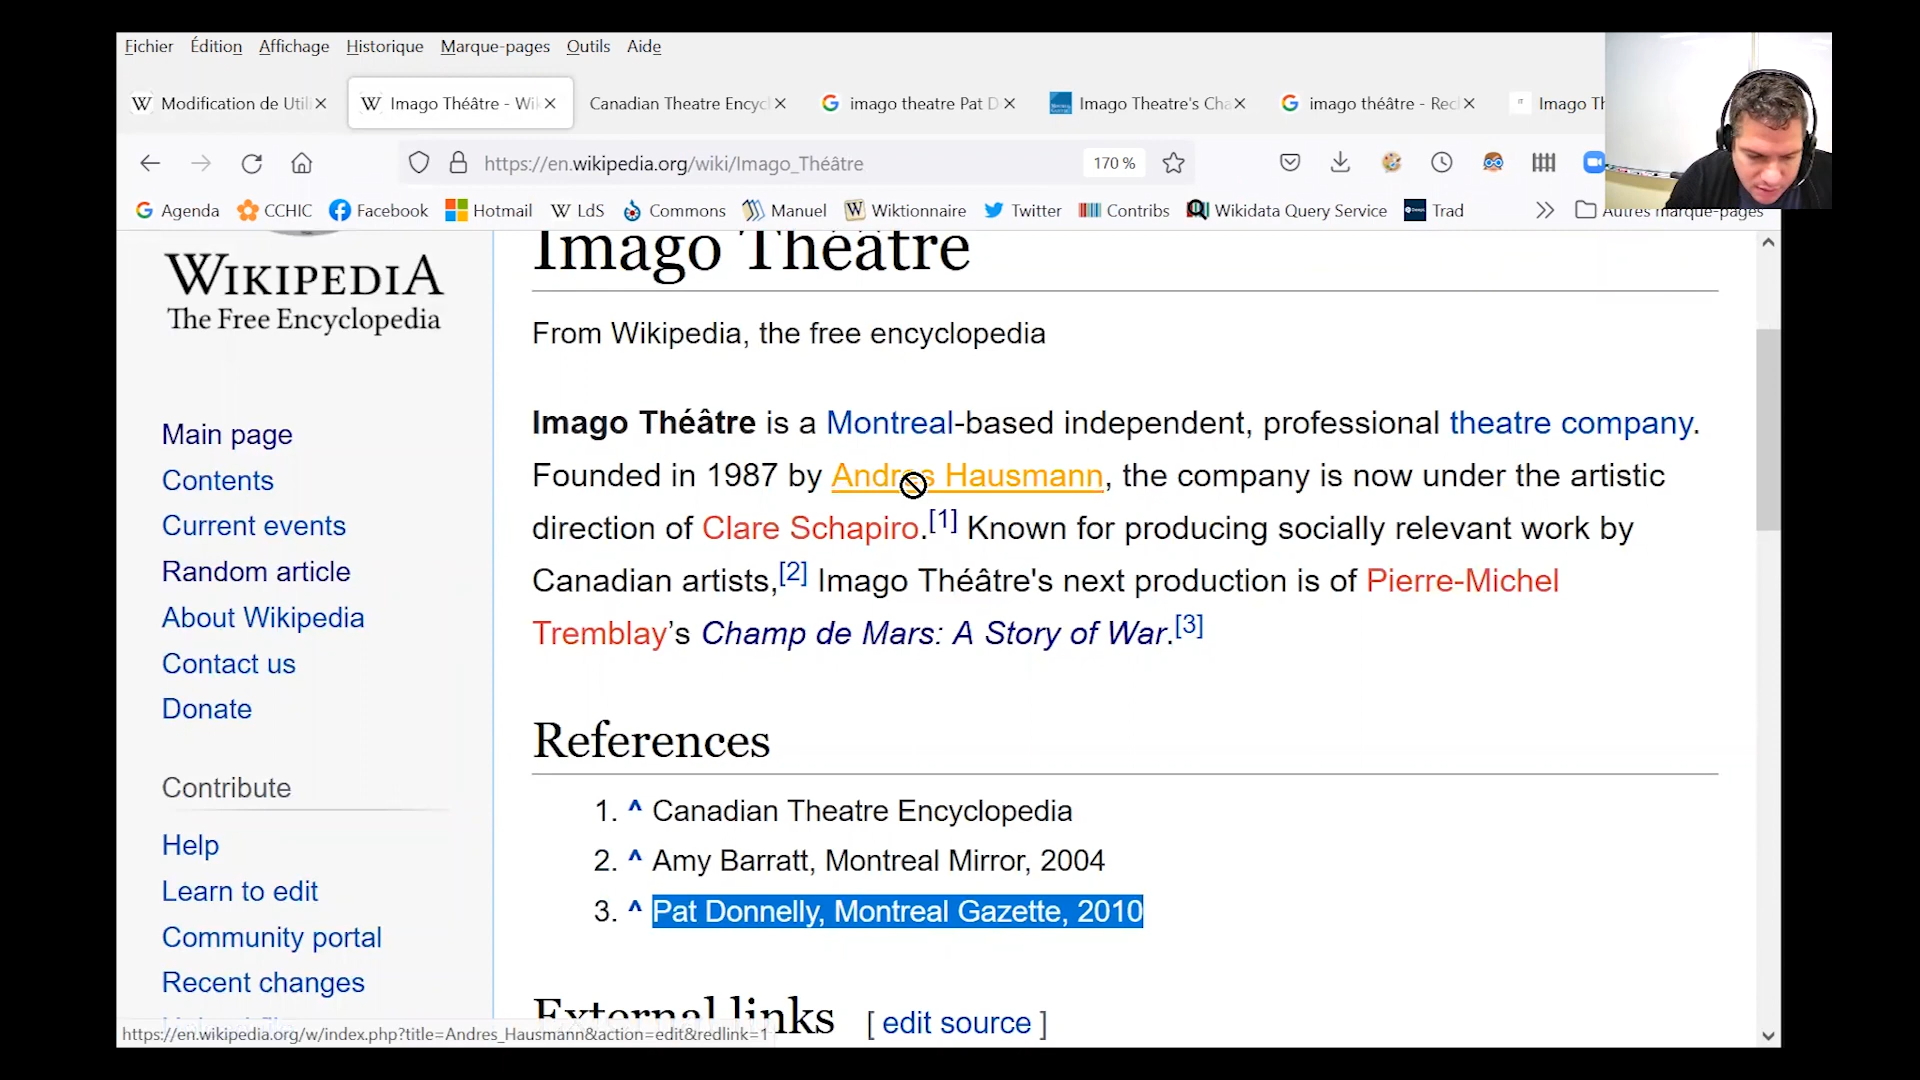 Fichier Édition Affichage Historique Marque-pages Outils Aide
Modification de Util Imago Théâtre - Wik Canadian Theatre Encyc imago theatre Pat D Imago Theatre's Cha imago théâtre - Rec Imago Th
https://en.wikipedia.org/wiki/Imago_Théâtre 170 %
Agenda CCHIC Facebook Hotmail LdS Commons Manuel Wiktionnaire Twitter Contribs Wikidata Query Service Trad Autres marque-pages
WIKIPEDIA
The Free Encyclopedia
Main page
Contents
Current events
Random article
About Wikipedia
Contact us
Donate
Contribute
Help
Learn to edit
Community portal
Recent changes
Imago Théâtre
From Wikipedia, the free encyclopedia
Imago Théâtre is a Montreal-based independent, professional theatre company.
Founded in 1987 by Andres Hausmann, the company is now under the artistic
direction of Clare Schapiro.[1] Known for producing socially relevant work by
Canadian artists,[2] Imago Théâtre's next production is of Pierre-Michel
Tremblay’s Champ de Mars: A Story of War.[3]
References
1. ^ Canadian Theatre Encyclopedia
2. ^ Amy Barratt, Montreal Mirror, 2004
3. ^ Pat Donnelly, Montreal Gazette, 2010
External links [ edit source ]
https://en.wikipedia.org/w/index.php?title=Andres_Hausmann&action=edit&redlink=1